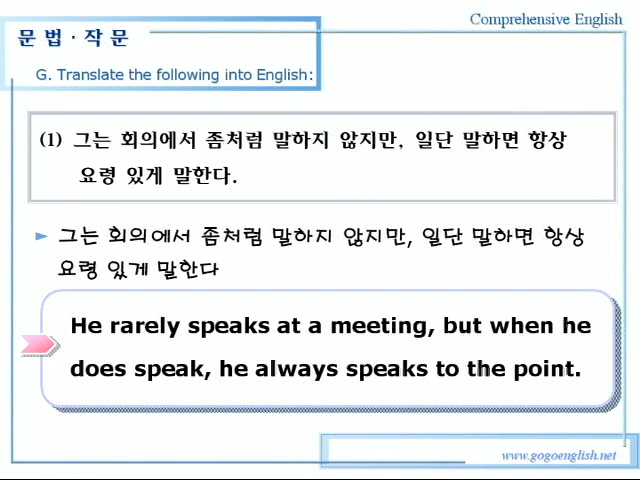 Comprehensive English
문 법 · 작 문
G. Translate the following into English:
(1) 그는 회의에서 좀처럼 말하지 않지만, 일단 말하면 항상
요령 있게 말한다.
► 그는 회의에서 좀처럼 말하지 않지만, 일단 말하면 항상
요령 있게 말한다
He rarely speaks at a meeting, but when he
does speak, he always speaks to the point.
www.gogoenglish.net